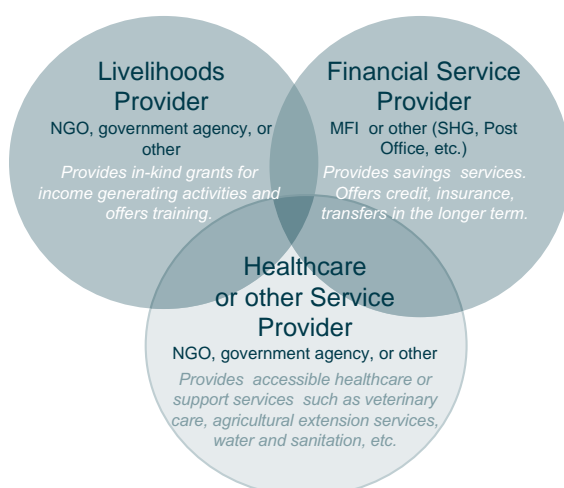 Livelihoods
Provider
NGO, government agency, or
other
Provides in-kind grants for
income generating activities and
offers training.
Financial Service
Provider
MFI or other (SHG, Post
Office, etc.)
Provides savings services.
Offers credit, insurance,
transfers in the longer term.
Healthcare
or other Service
Provider
NGO, government agency, or other
Provides accessible healthcare or
support services such as veterinary
care, agricultural extension services,
water and sanitation, etc.